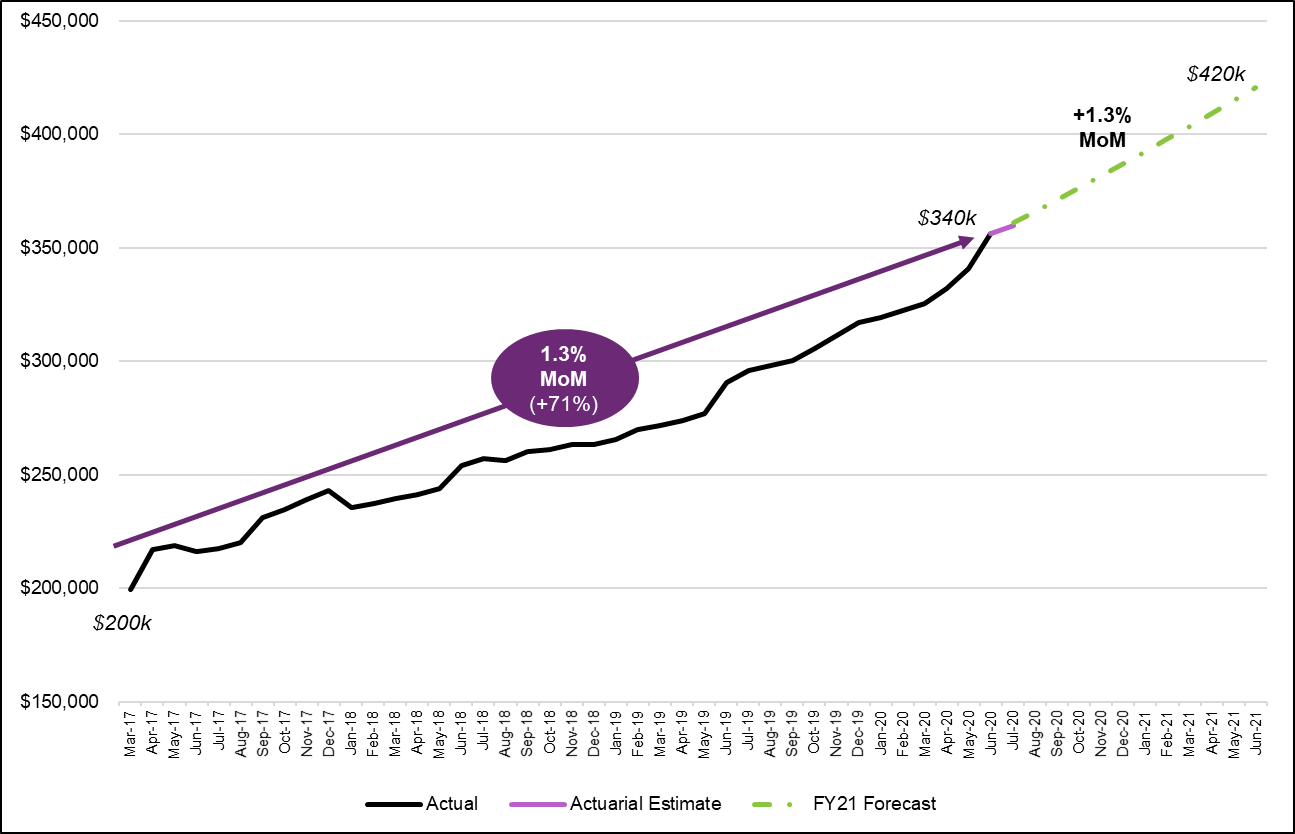 $450,000
$420k
+1.3%
MoM
$400,000
$340k
$350,000
1.3%
MoM
(+71%)
$300,000
$250,000
$200,000
$200k
$150,000
Mar-17
Apr-17
May-17
Jun-17
Jul-17
Aug-17
Sep-17
Oct-17
Nov-17
Dec-17
Jan-18
Feb-18
Mar-18
Apr-18
May-18
Jun-18
Jul-18
Aug-18
Sep-18
Oct-18
Nov-18
Dec-18
Jan-19
Feb-19
Mar-19
Apr-19
May-19
Jun-19
Jul-19
Aug-19
Sep-19
Oct-19
Nov-19
Dec-19
Jan-20
Feb-20
Mar-20
Apr-20
May-20
Jun-20
Jul-20
Aug-20
Sep-20
Oct-20
Nov-20
Dec-20
Jan-21
Feb-21
Mar-21
Apr-21
May-21
Jun-21
Actual
Actuarial Estimate
FY21 Forecast